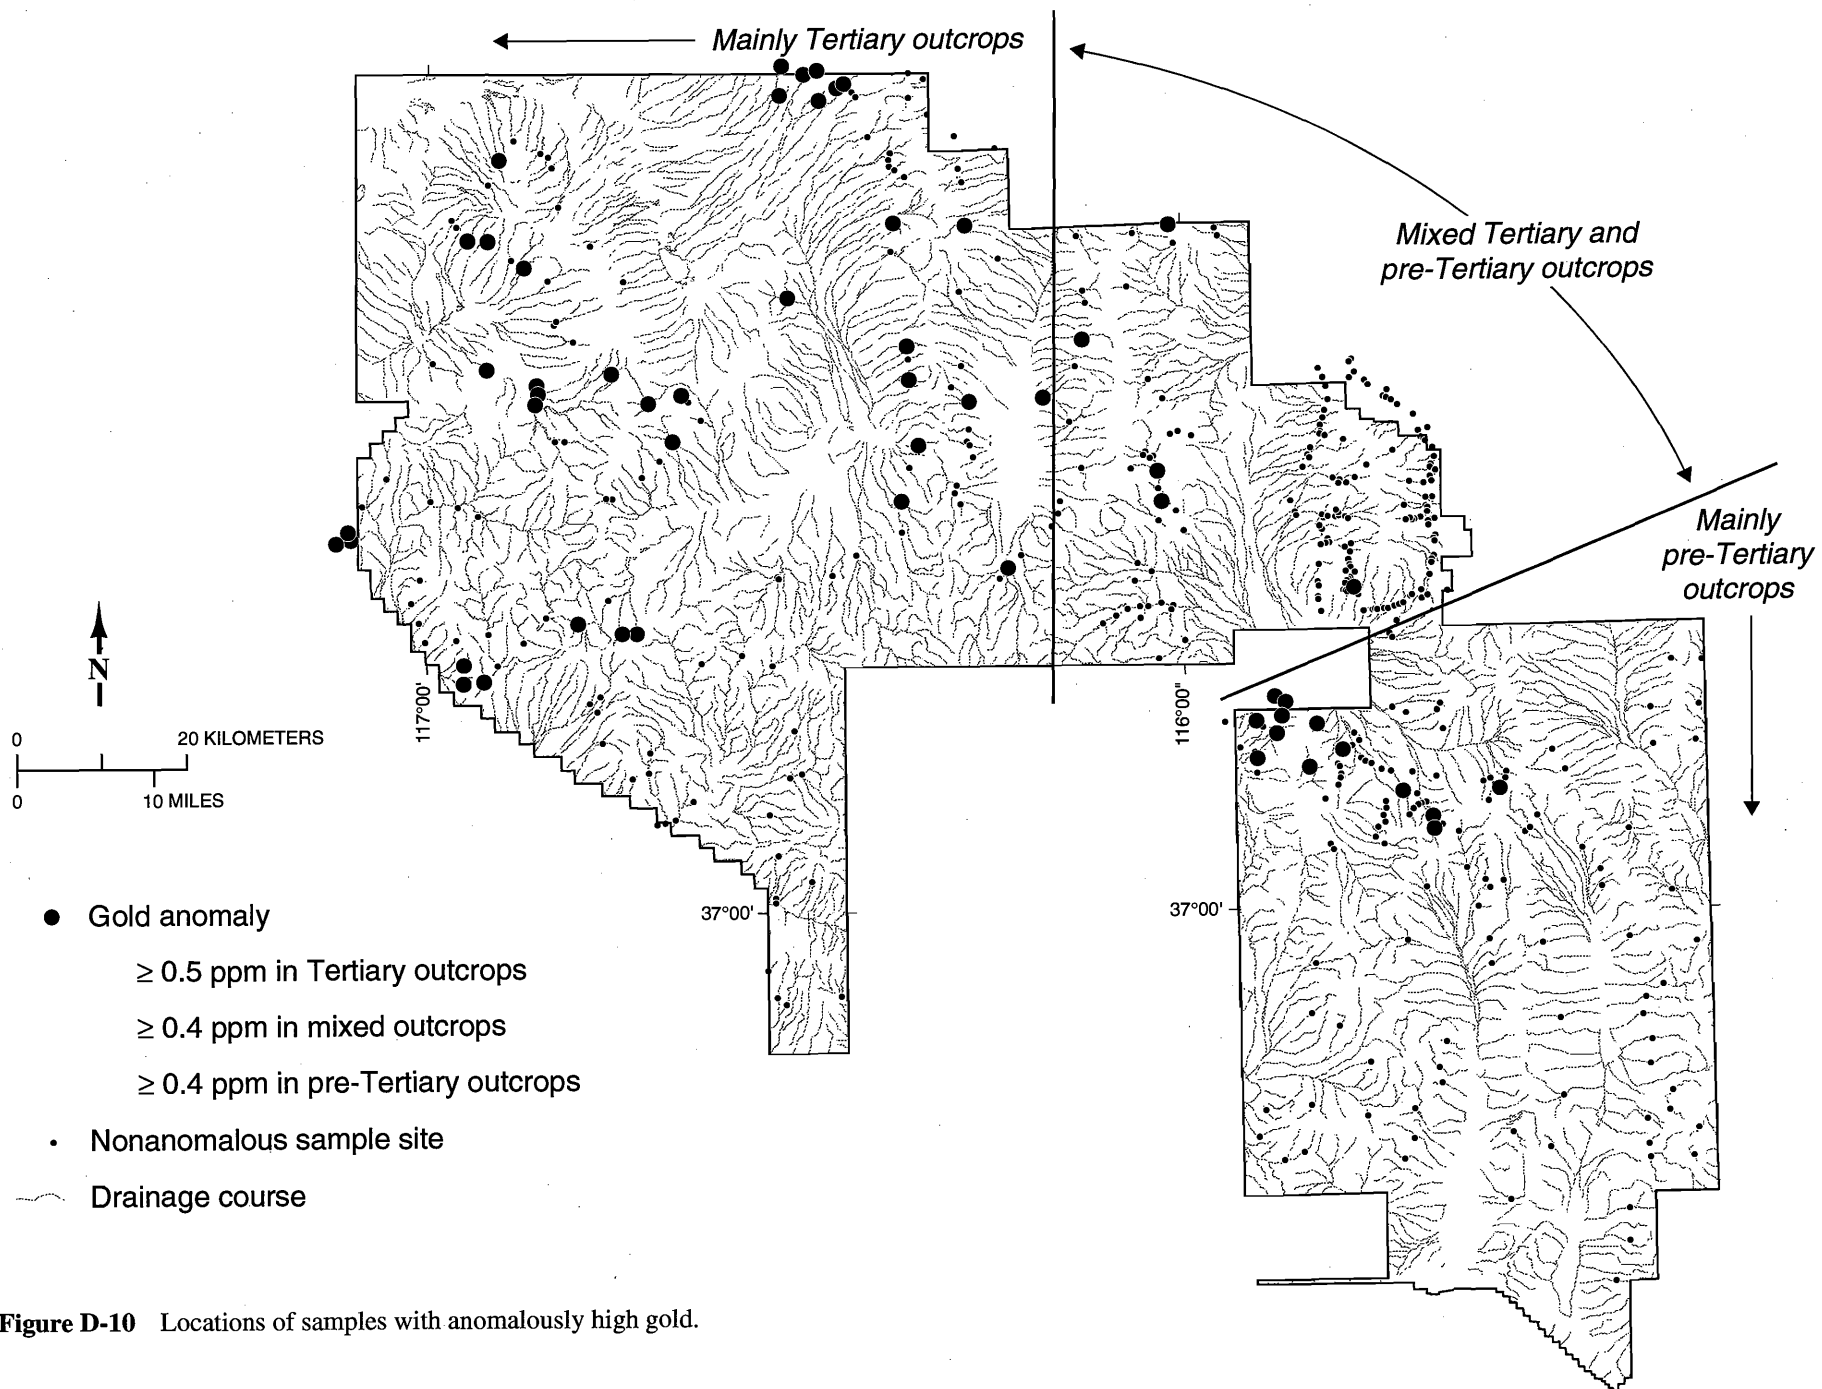 Mainly Tertiary outcrops
Mixed Tertiary and
pre-Tertiary outcrops
Mainly
pre-Tertiary
outcrops
N
0 20 KILOMETERS
0 10 MILES
117°00'
116°00"
37°00'
37°00'
Gold anomaly
≥ 0.5 ppm in Tertiary outcrops
≥ 0.4 ppm in mixed outcrops
≥ 0.4 ppm in pre-Tertiary outcrops
Nonanomalous sample site
Drainage course
Figure D-10 Locations of samples with anomalously high gold.